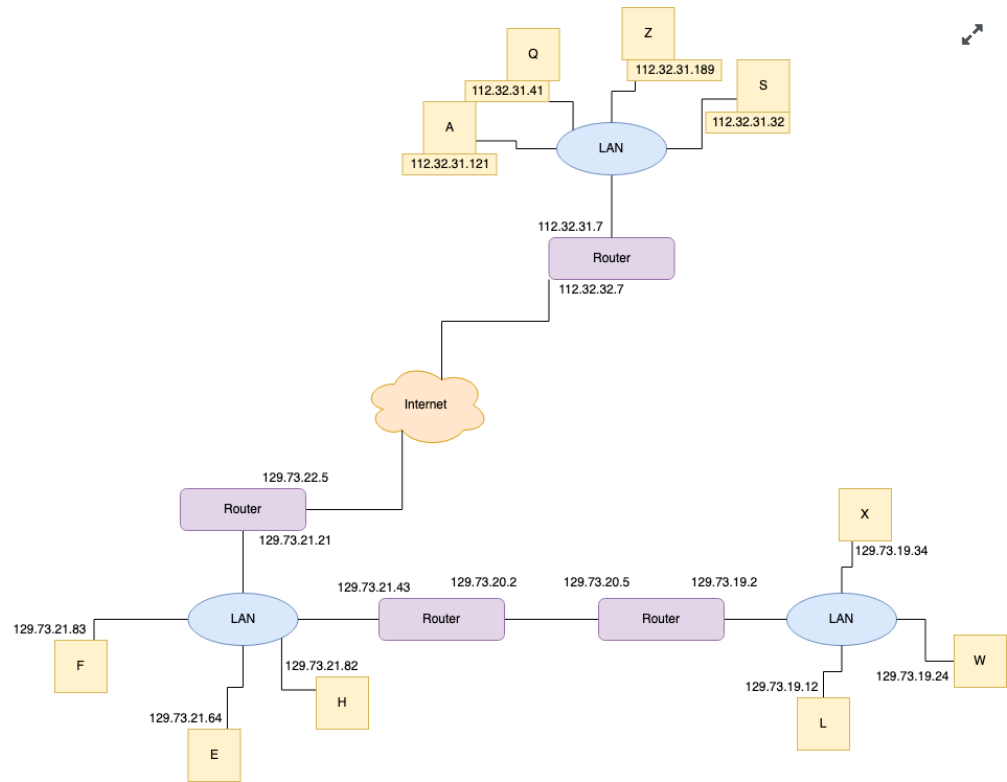 Z
Q
112.32.31.189
S
112.32.31.41
A
112.32.31.32
LAN
112.32.31.121
112.32.31.7
Router
112.32.32.7
Internet
129.73.22.5
Router
129.73.21.21
X
129.73.19.34
129.73.21.43
129.73.20.2
129.73.20.5
129.73.19.2
LAN
Router
Router
LAN
129.73.21.83
F
129.73.21.82
H
W
129.73.19.24
129.73.19.12
L
129.73.21.64
E